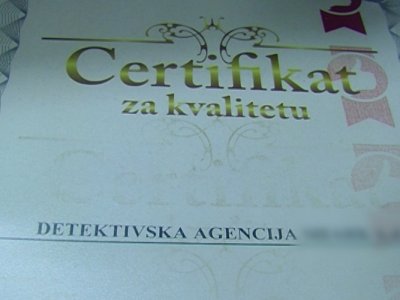 Certifikat
za kvalitetu
DETEKTIVSKA AGENCIJA